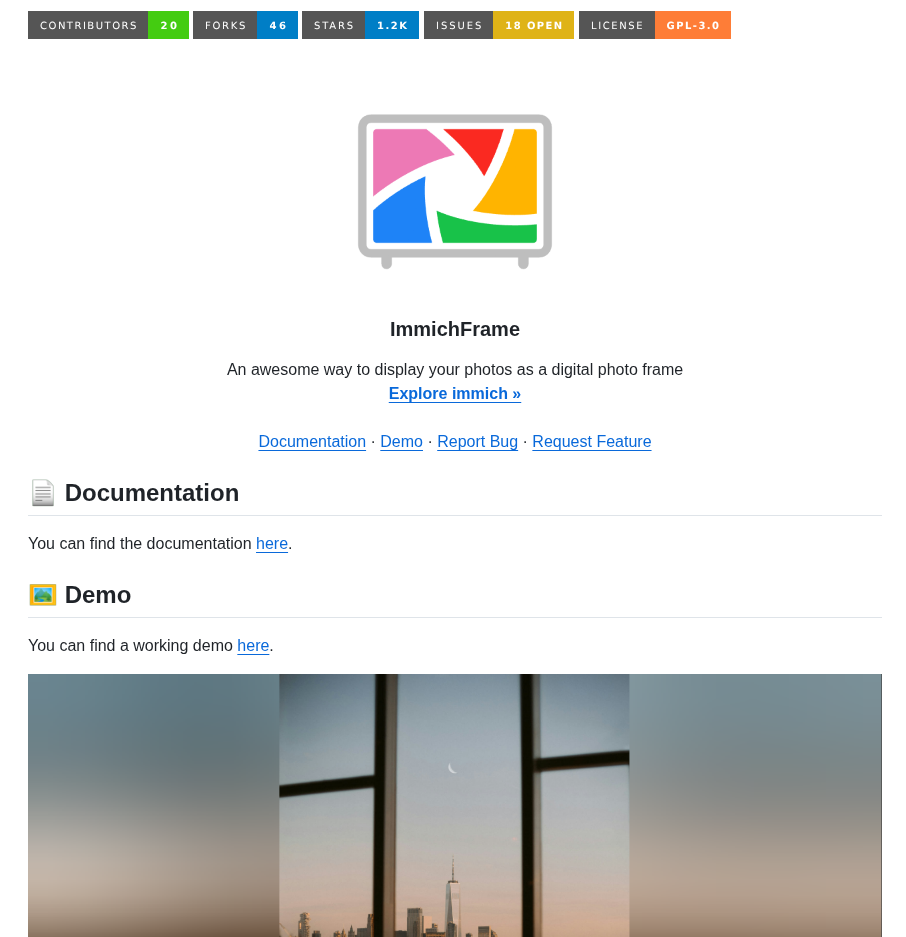 CONTRIBUTORS 20 FORKS 46 STARS 1.2K ISSUES 18 OPEN LICENSE GPL-3.0
ImmichFrame
An awesome way to display your photos as a digital photo frame
Explore immich »
Documentation · Demo · Report Bug · Request Feature
📄 Documentation
You can find the documentation here.
🖼️ Demo
You can find a working demo here.